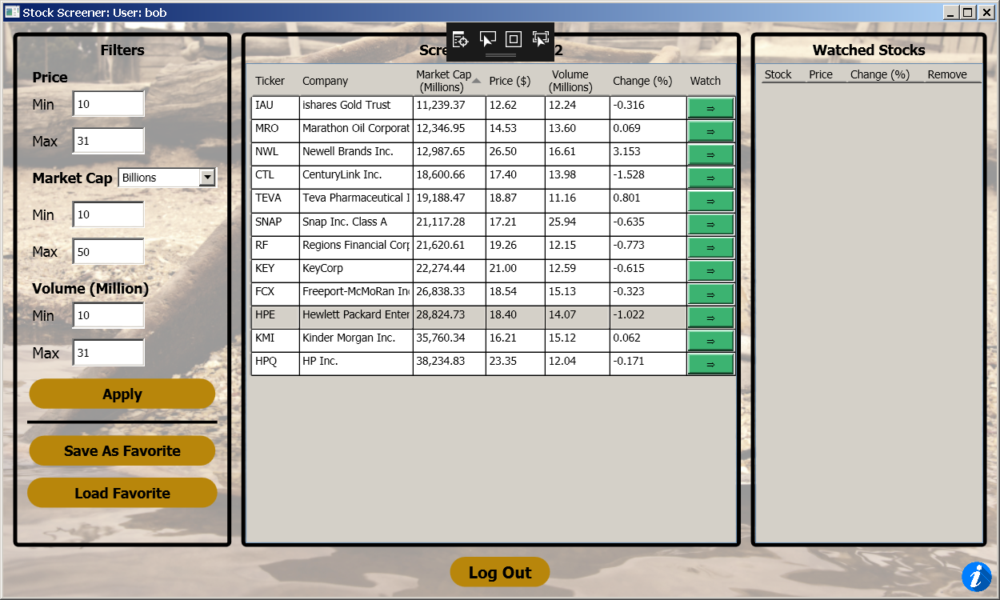 Stock Screener: User: bob
Filters
Price
Min 10
Max 31
Market Cap Billions
Min 10
Max 50
Volume (Million)
Min 10
Max 31
Apply
Save As Favorite
Load Favorite
2
Ticker Company Market Cap (Millions) Price ($) Volume (Millions) Change (%) Watch
IAU ishares Gold Trust 11,239.37 12.62 12.24 -0.316 ⇒
MRO Marathon Oil Corporat 12,346.95 14.53 13.60 0.069 ⇒
NWL Newell Brands Inc. 12,987.65 26.50 16.61 3.153 ⇒
CTL CenturyLink Inc. 18,600.66 17.40 13.98 -1.528 ⇒
TEVA Teva Pharmaceutical I 19,188.47 18.87 11.16 0.801 ⇒
SNAP Snap Inc. Class A 21,117.28 17.21 25.94 -0.635 ⇒
RF Regions Financial Corp 21,620.61 19.26 12.15 -0.773 ⇒
KEY KeyCorp 22,274.44 21.00 12.59 -0.615 ⇒
FCX Freeport-McMoRan Inc 26,838.33 18.54 15.13 -0.323 ⇒
HPE Hewlett Packard Enter 28,824.73 18.40 14.07 -1.022 ⇒
KMI Kinder Morgan Inc. 35,760.34 16.21 15.12 0.062 ⇒
HPQ HP Inc. 38,234.83 23.35 12.04 -0.171 ⇒
Watched Stocks
Stock Price Change (%) Remove
Log Out
i